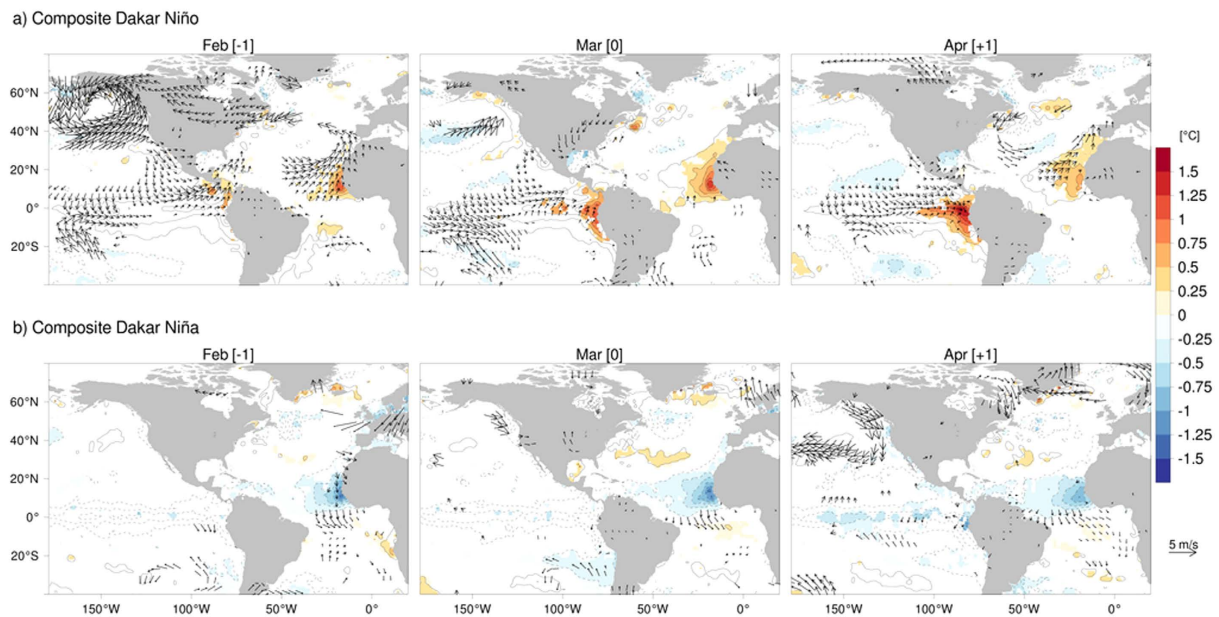 a) Composite Dakar Niño
Feb [-1] Mar [0] Apr [+1]
60°N
40°N
20°N
0°
20°S
[°C]
1.5
1.25
1
0.75
0.5
0.25
0
-0.25
-0.5
-0.75
-1
-1.25
-1.5
b) Composite Dakar Niña
Feb [-1] Mar [0] Apr [+1]
60°N
40°N
20°N
0°
20°S
5 m/s
150°W 100°W 50°W 0° 150°W 100°W 50°W 0° 150°W 100°W 50°W 0°